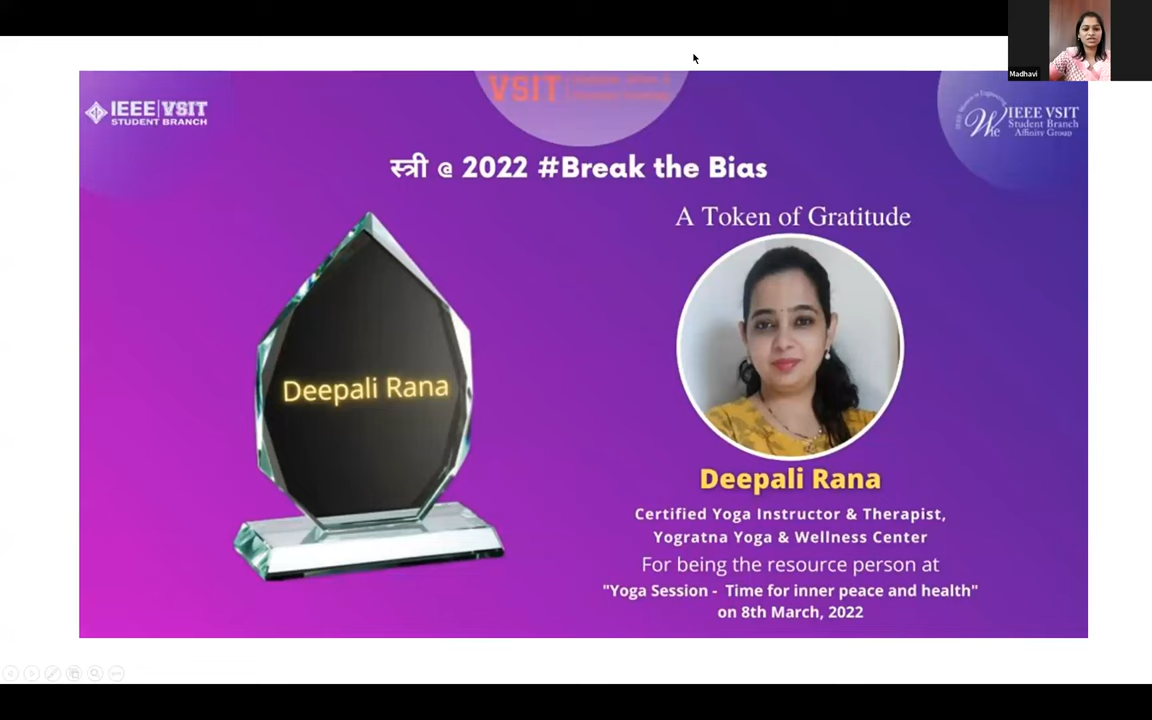 Madhavi
IEEE VSIT
STUDENT BRANCH
VSIT
We
IEEE VSIT
Student Branch
Affinity Group
स्त्री @ 2022 #Break the Bias
A Token of Gratitude
Deepali Rana
Deepali Rana
Certified Yoga Instructor & Therapist,
Yogratna Yoga & Wellness Center
For being the resource person at
"Yoga Session - Time for inner peace and health"
on 8th March, 2022